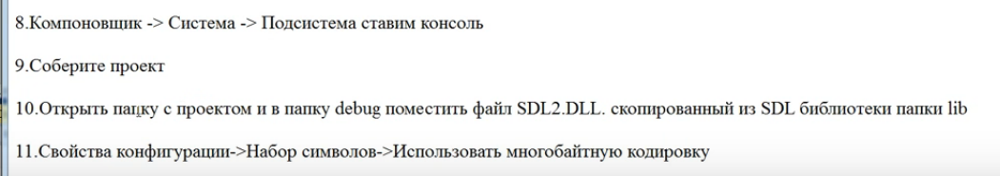 8.Компоновщик -> Система -> Подсистема ставим консоль
9.Соберите проект
10.Открыть папку с проектом и в папку debug поместить файл SDL2.DLL. скопированный из SDL библиотеки папки lib
11.Свойства конфигурации->Набор символов->Использовать многобайтную кодировку